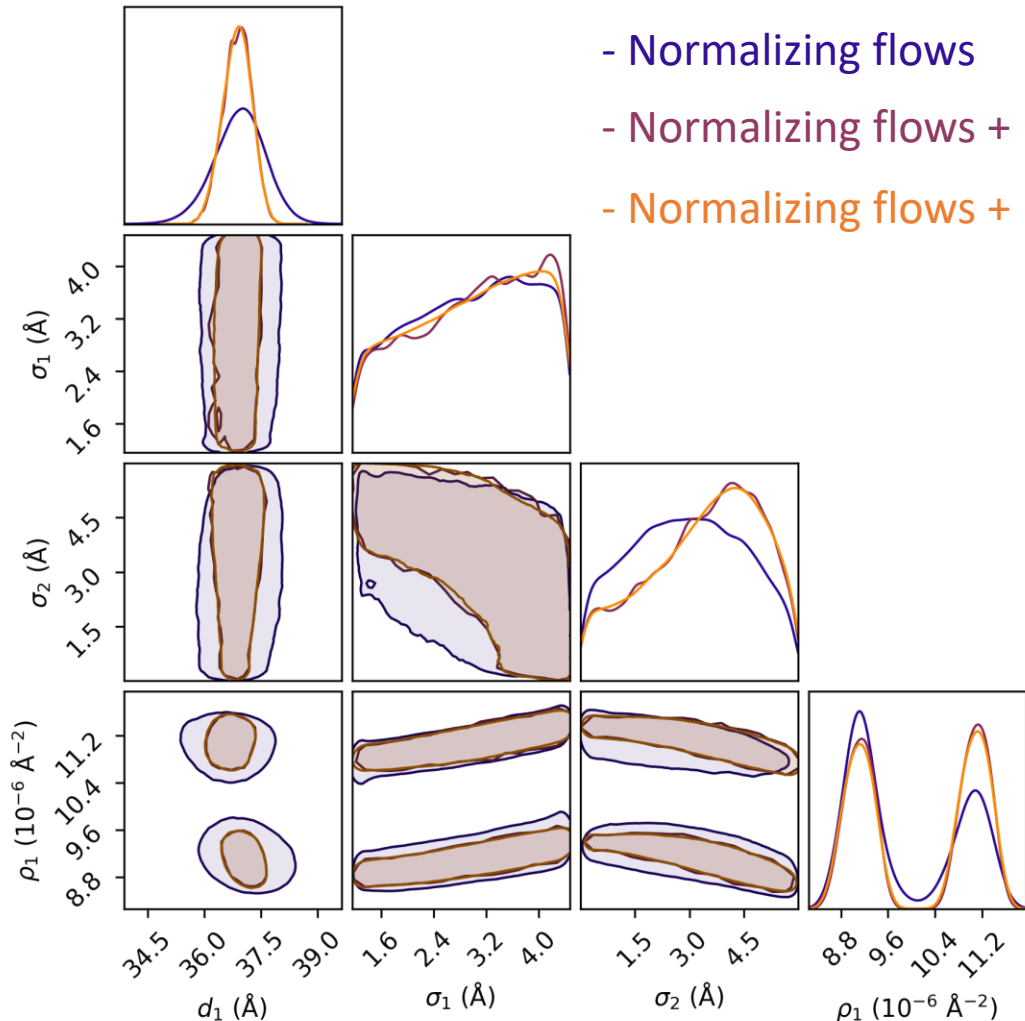 - Normalizing flows
- Normalizing flows +
- Normalizing flows +
σ₁ (Å)
4.0
3.2
2.4
1.6
σ₂ (Å)
4.5
3.0
1.5
ρ₁ (10⁻⁶ Å⁻²)
11.2
10.4
9.6
8.8
34.5 36.0 37.5 39.0 1.6 2.4 3.2 4.0 1.5 3.0 4.5 8.8 9.6 10.4 11.2
d₁ (Å) σ₁ (Å) σ₂ (Å) ρ₁ (10⁻⁶ Å⁻²)